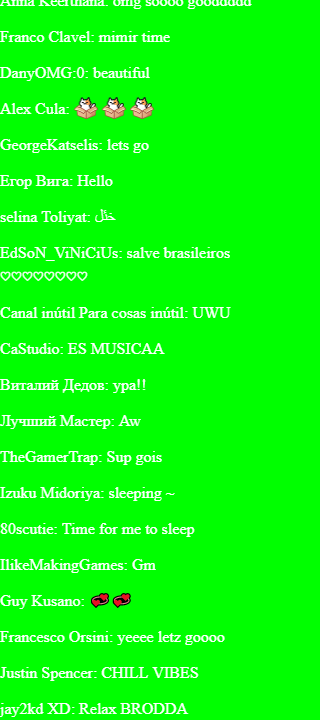 Anna Keerthana: omg soooo gooddddd
Franco Clavel: mimir time
DanyOMG 0: beautiful
Alex Cula:
GeorgeKatselis: lets go
Егор Вига: Hello
selina Toliyat:
EdSoN_ViNiCiUs: salve brasileiros
♡♡♡♡♡♡♡♡
Canal inútil Para cosas inútil: UWU
CaStudio: ES MUSICAA
Виталий Дедов: ура!!
Лучший Мастер: Aw
TheGamerTrap: Sup gois
Izuku Midoriya: sleeping ~
80scutie: Time for me to sleep
IlikeMakingGames: Gm
Guy Kusano: 💞💞
Francesco Orsini: yeeee letz goooo
Justin Spencer: CHILL VIBES
jay2kd XD: Relax BRODDA